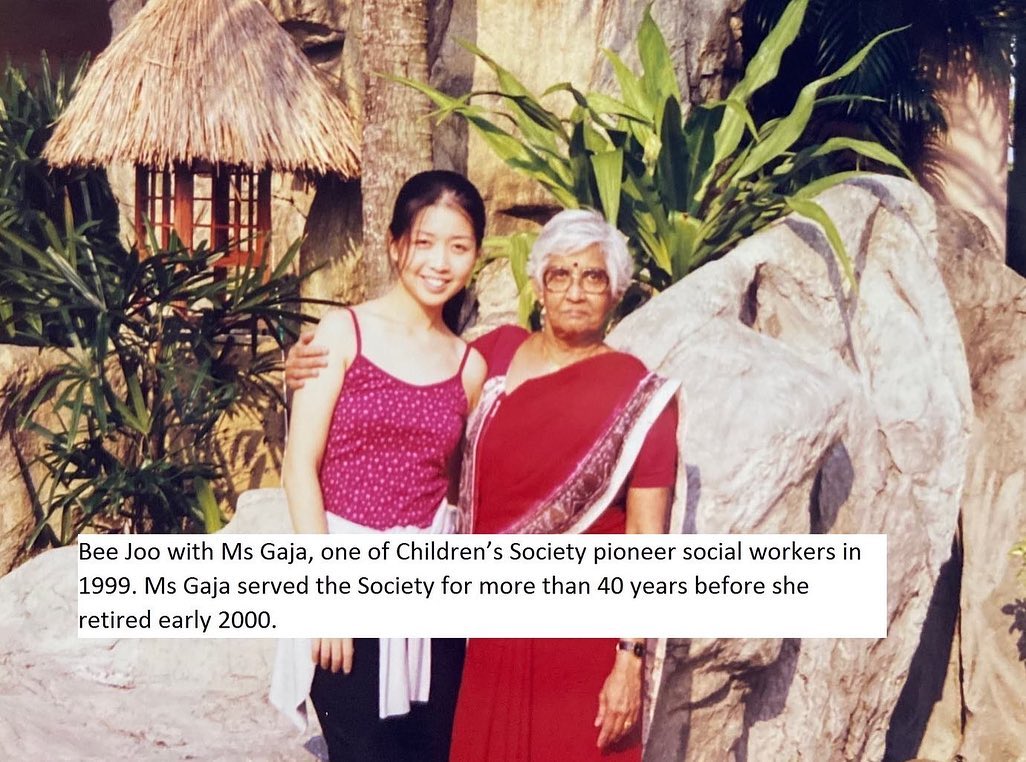 Bee Joo with Ms Gaja, one of Children’s Society pioneer social workers in
1999. Ms Gaja served the Society for more than 40 years before she
retired early 2000.